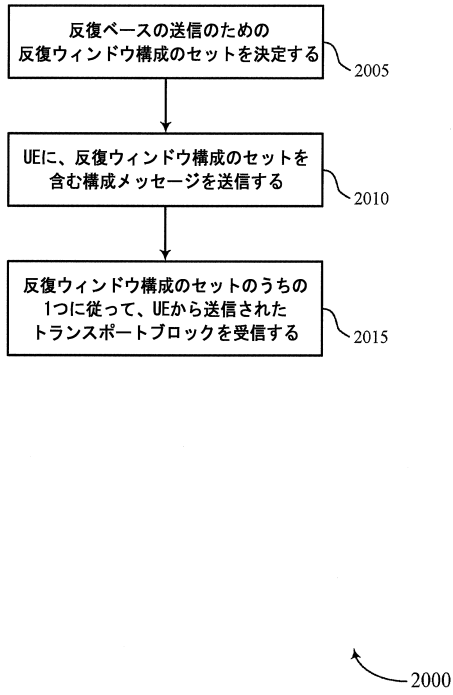 反復ベースの送信のための
反復ウィンドウ構成のセットを決定する
2005
UEに、反復ウィンドウ構成のセットを
含む構成メッセージを送信する
2010
反復ウィンドウ構成のセットのうちの
1つに従って、UEから送信された
トランスポートブロックを受信する
2015
2000